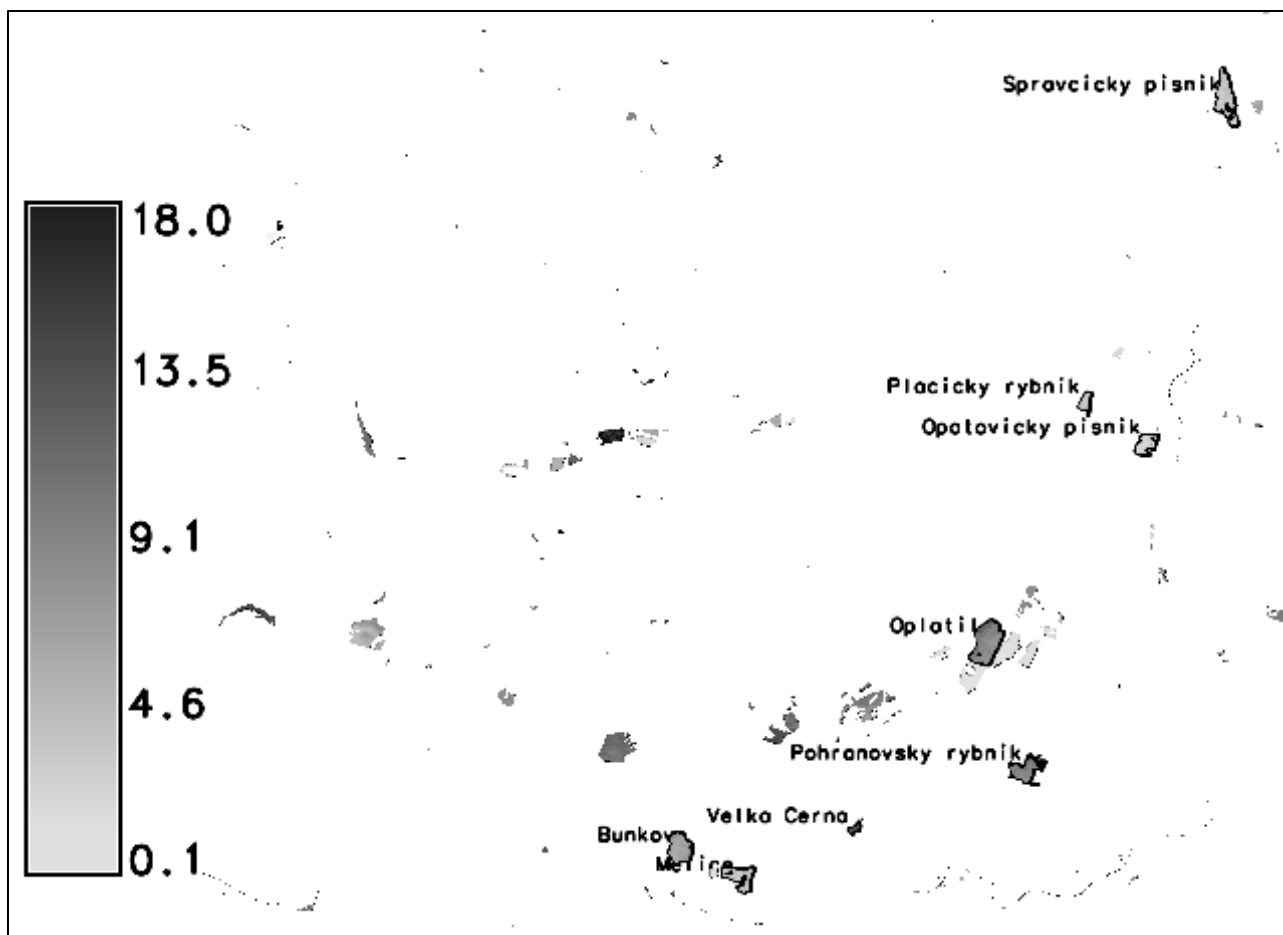 Spravcicky pisnik
18.0
13.5
Placicky rybnik
Opatovicky pisnik
9.1
Oplatil
4.6
Pohranovsky rybnik
Velka Cerna
Bunkov
0.1